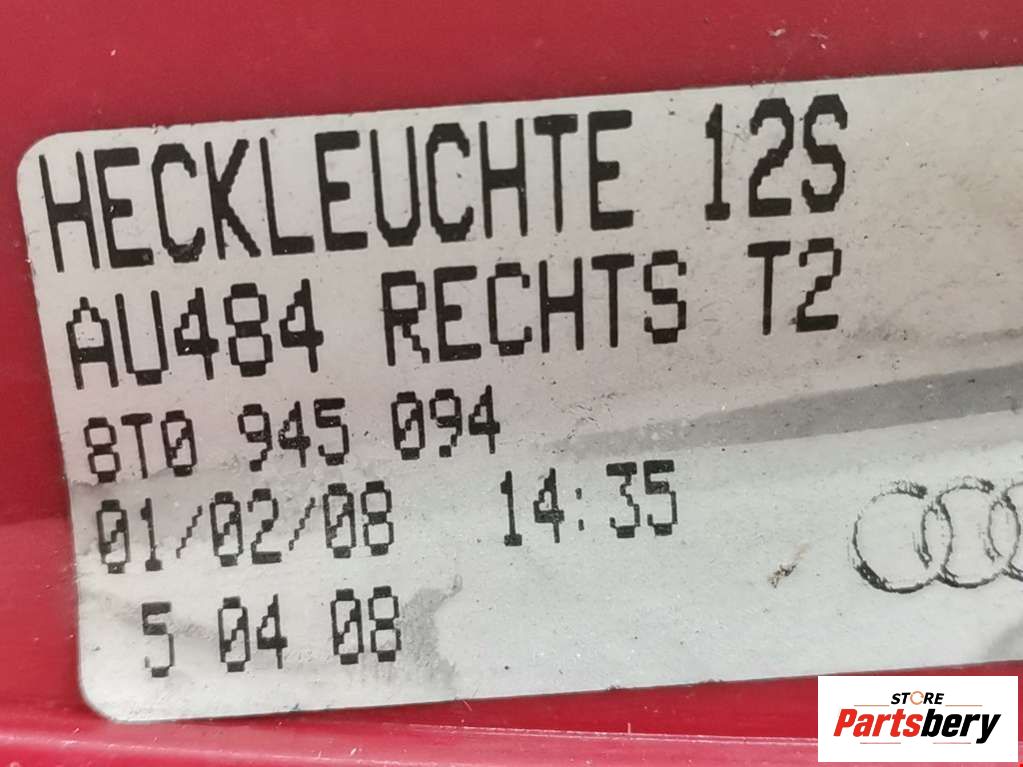 HECKLEUCHTE 12S
AU484 RECHTS T2
8T0 945 094
01/02/08 14:35
5 04 08
STORE
Partsbery